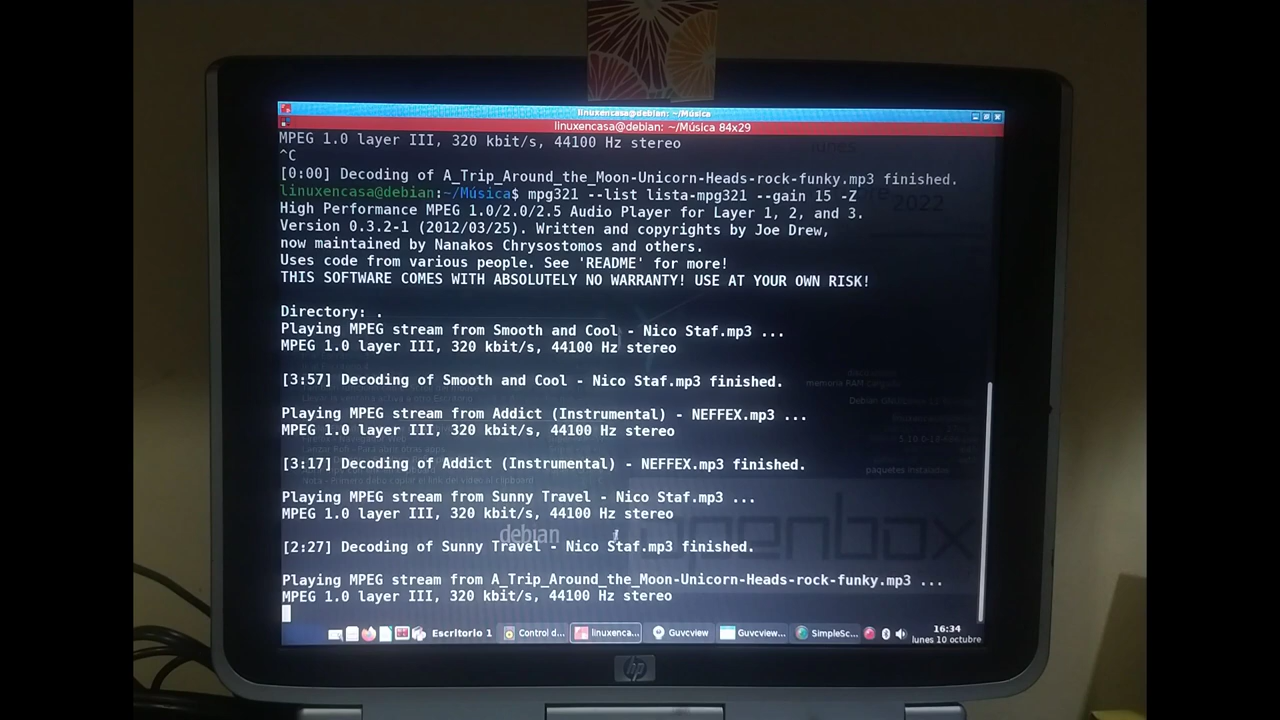 linuxencasa@debian: ~/Música
linuxencasa@debian: ~/Música 84x29
MPEG 1.0 layer III, 320 kbit/s, 44100 Hz stereo
^C
[0:00] Decoding of A_Trip_Around_the_Moon-Unicorn-Heads-rock-funky.mp3 finished.
linuxencasa@debian:~/Música$ mpg321 --list lista-mpg321 --gain 15 -Z
High Performance MPEG 1.0/2.0/2.5 Audio Player for Layer 1, 2, and 3.
Version 0.3.2-1 (2012/03/25). Written and copyrights by Joe Drew,
now maintained by Nanakos Chrysostomos and others.
Uses code from various people. See 'README' for more!
THIS SOFTWARE COMES WITH ABSOLUTELY NO WARRANTY! USE AT YOUR OWN RISK!
Directory: .
Playing MPEG stream from Smooth and Cool - Nico Staf.mp3 ...
MPEG 1.0 layer III, 320 kbit/s, 44100 Hz stereo
[3:57] Decoding of Smooth and Cool - Nico Staf.mp3 finished.
Playing MPEG stream from Addict (Instrumental) - NEFFEX.mp3 ...
MPEG 1.0 layer III, 320 kbit/s, 44100 Hz stereo
[3:17] Decoding of Addict (Instrumental) - NEFFEX.mp3 finished.
Playing MPEG stream from Sunny Travel - Nico Staf.mp3 ...
MPEG 1.0 layer III, 320 kbit/s, 44100 Hz stereo
[2:27] Decoding of Sunny Travel - Nico Staf.mp3 finished.
Playing MPEG stream from A_Trip_Around_the_Moon-Unicorn-Heads-rock-funky.mp3 ...
MPEG 1.0 layer III, 320 kbit/s, 44100 Hz stereo
lunes
2022
paquetes instalados
debian
openbox
Escritorio 1
Control d...
linuxenca...
Guvcview
Guvcview...
SimpleSc...
16:34
lunes 10 octubre
hp